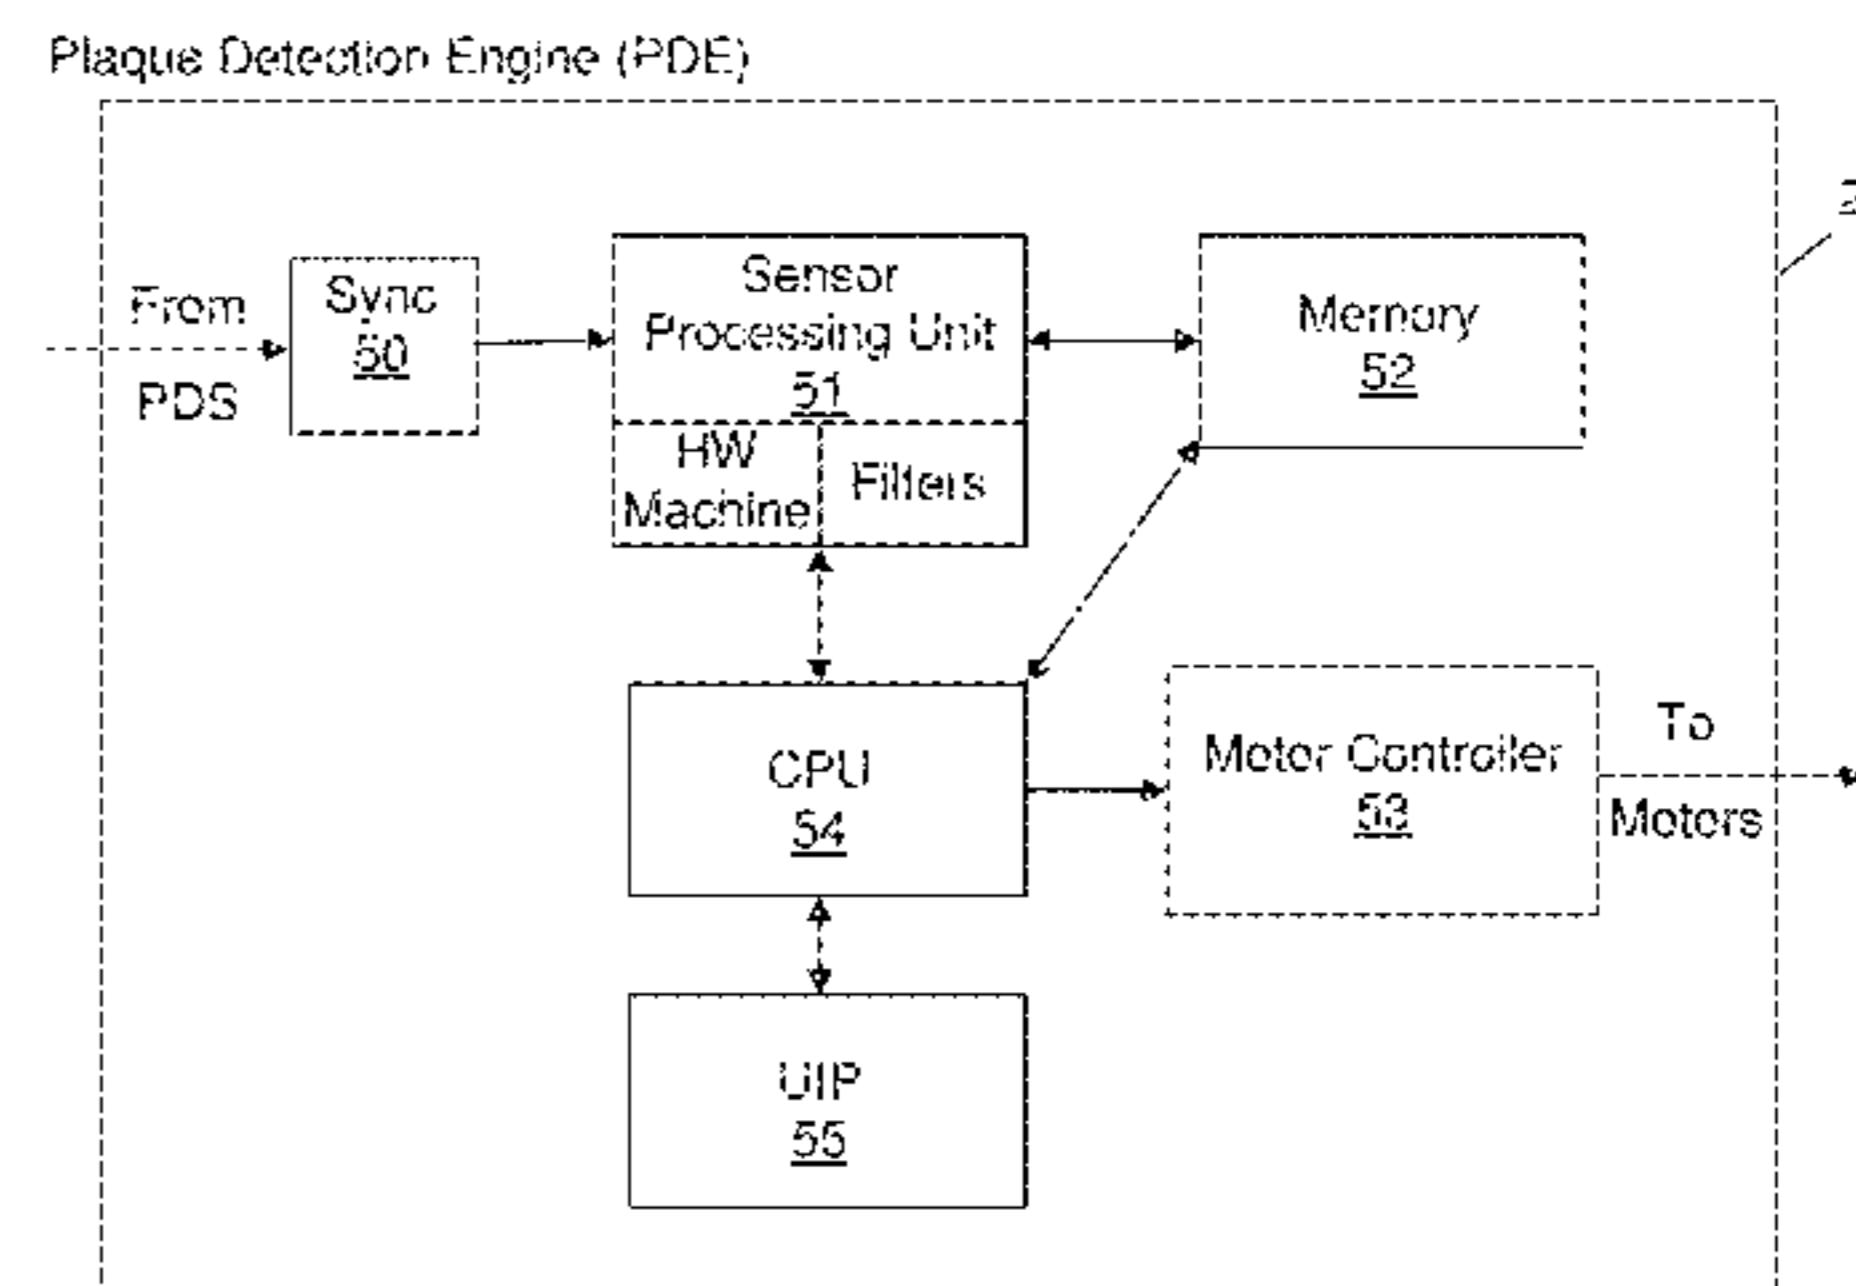 Plaque Detection Engine (PDE)
From
PDS
Sync
50
Sensor
Processing Unit
51
HW
Machine
Filters
Memory
52
CPU
54
Motor Controller
53
To
Motors
UIP
55